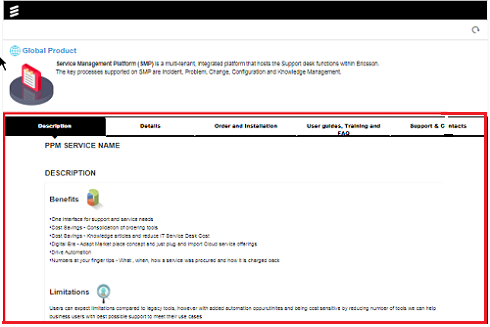 Global Product
Service Management Platform (SMP) is a multi-tenant, integrated platform that hosts the Support desk functions within Ericsson.
The key processes supported on SMP are Incident, Problem, Change, Configuration and Knowledge Management.
Description
Details
Order and Installation
User guides, Training and
FAQ
Support & Contacts
PPM SERVICE NAME
DESCRIPTION
Benefits
•One Interface for support and service needs
•Cost Savings - Consolidation of ordering tools
•Cost Savings - Knowledge articles and reduce IT Service Desk Cost.
•Digital Era - Adapt Market place concept and just plug and import Cloud service offerings
•Drive Automation
•Numbers at your finger tips - What , when, how a service was procured and how it is charged back
Limitations
Users can expect limitations compared to legacy tools, however with added automation opportunities and being cost sensitive by reducing number of tools we can help
business users with best possible support to meet their use cases